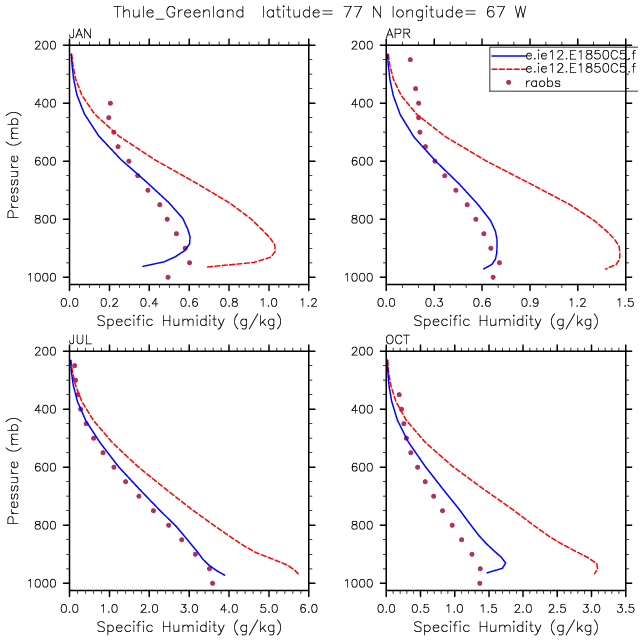 Thule_Greenland latitude= 77 N longitude= 67 W
JAN
200
400
600
800
1000
Pressure (mb)
0.0 0.2 0.4 0.6 0.8 1.0 1.2
Specific Humidity (g/kg)
APR
200
400
600
800
1000
0.0 0.3 0.6 0.9 1.2 1.5
Specific Humidity (g/kg)
e.ie12.E1850C5.f
e.ie12.E1850C5.f
raobs
JUL
200
400
600
800
1000
Pressure (mb)
0.0 1.0 2.0 3.0 4.0 5.0 6.0
Specific Humidity (g/kg)
OCT
200
400
600
800
1000
0.0 0.5 1.0 1.5 2.0 2.5 3.0 3.5
Specific Humidity (g/kg)